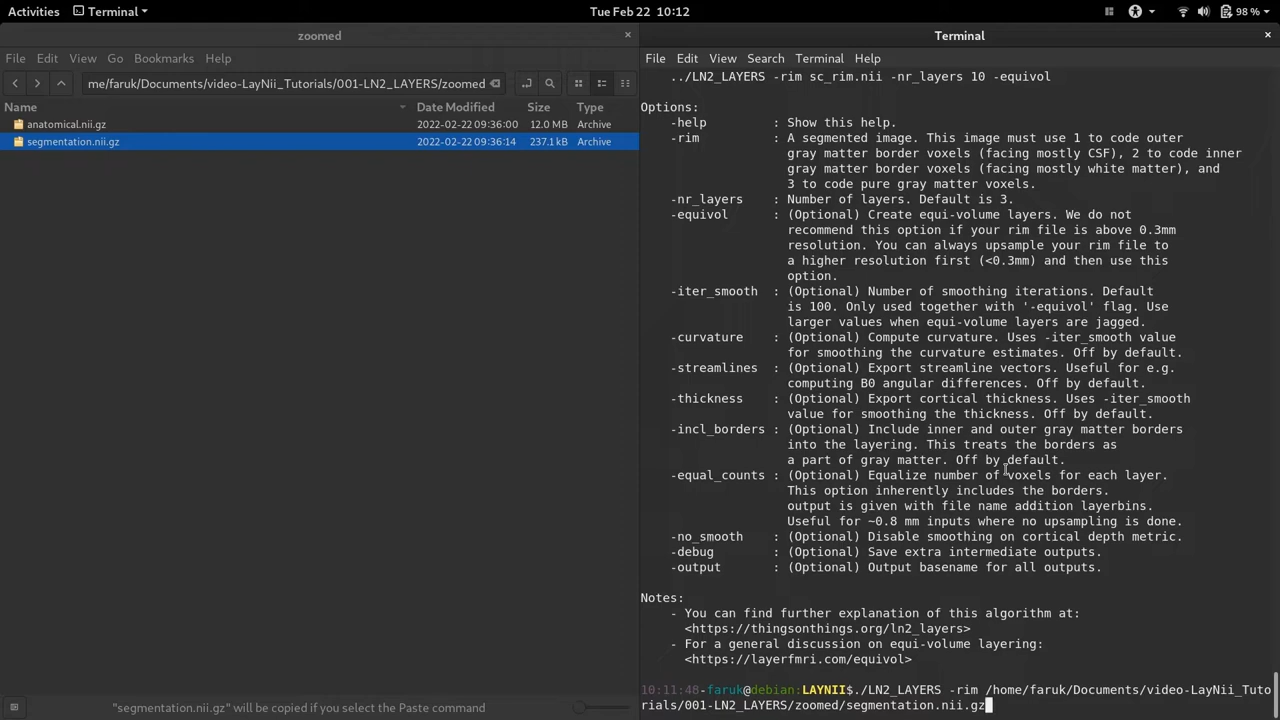 Activities Terminal Tue Feb 22 10:12 98 %
zoomed
File Edit View Go Bookmarks Help
me/faruk/Documents/video-LayNii_Tutorials/001-LN2_LAYERS/zoomed
Name Date Modified Size Type
anatomical.nii.gz 2022-02-22 09:36:00 12.0 MB Archive
segmentation.nii.gz 2022-02-22 09:36:14 237.1 kB Archive
"segmentation.nii.gz" will be copied if you select the Paste command
Terminal
File Edit View Search Terminal Help
../LN2_LAYERS -rim sc_rim.nii -nr_layers 10 -equivol
Options:
-help : Show this help.
-rim : A segmented image. This image must use 1 to code outer
gray matter border voxels (facing mostly CSF), 2 to code inner
gray matter border voxels (facing mostly white matter), and
3 to code pure gray matter voxels.
-nr_layers : Number of layers. Default is 3.
-equivol : (Optional) Create equi-volume layers. We do not
recommend this option if your rim file is above 0.3mm
resolution. You can always upsample your rim file to
a higher resolution first (<0.3mm) and then use this
option.
-iter_smooth : (Optional) Number of smoothing iterations. Default
is 100. Only used together with '-equivol' flag. Use
larger values when equi-volume layers are jagged.
-curvature : (Optional) Compute curvature. Uses -iter_smooth value
for smoothing the curvature estimates. Off by default.
-streamlines : (Optional) Export streamline vectors. Useful for e.g.
computing B0 angular differences. Off by default.
-thickness : (Optional) Export cortical thickness. Uses -iter_smooth
value for smoothing the thickness. Off by default.
-incl_borders : (Optional) Include inner and outer gray matter borders
into the layering. This treats the borders as
a part of gray matter. Off by default.
-equal_counts : (Optional) Equalize number of voxels for each layer.
This option inherently includes the borders.
output is given with file name addition layerbins.
Useful for ~0.8 mm inputs where no upsampling is done.
-no_smooth : (Optional) Disable smoothing on cortical depth metric.
-debug : (Optional) Save extra intermediate outputs.
-output : (Optional) Output basename for all outputs.
Notes:
- You can find further explanation of this algorithm at:
<https://thingsonthings.org/ln2_layers>
- For a general discussion on equi-volume layering:
<https://layerfmri.com/equivol>
10:11:48-faruk@debian:LAYNII$./LN2_LAYERS -rim /home/faruk/Documents/video-LayNii_Tuto
rials/001-LN2_LAYERS/zoomed/segmentation.nii.gz